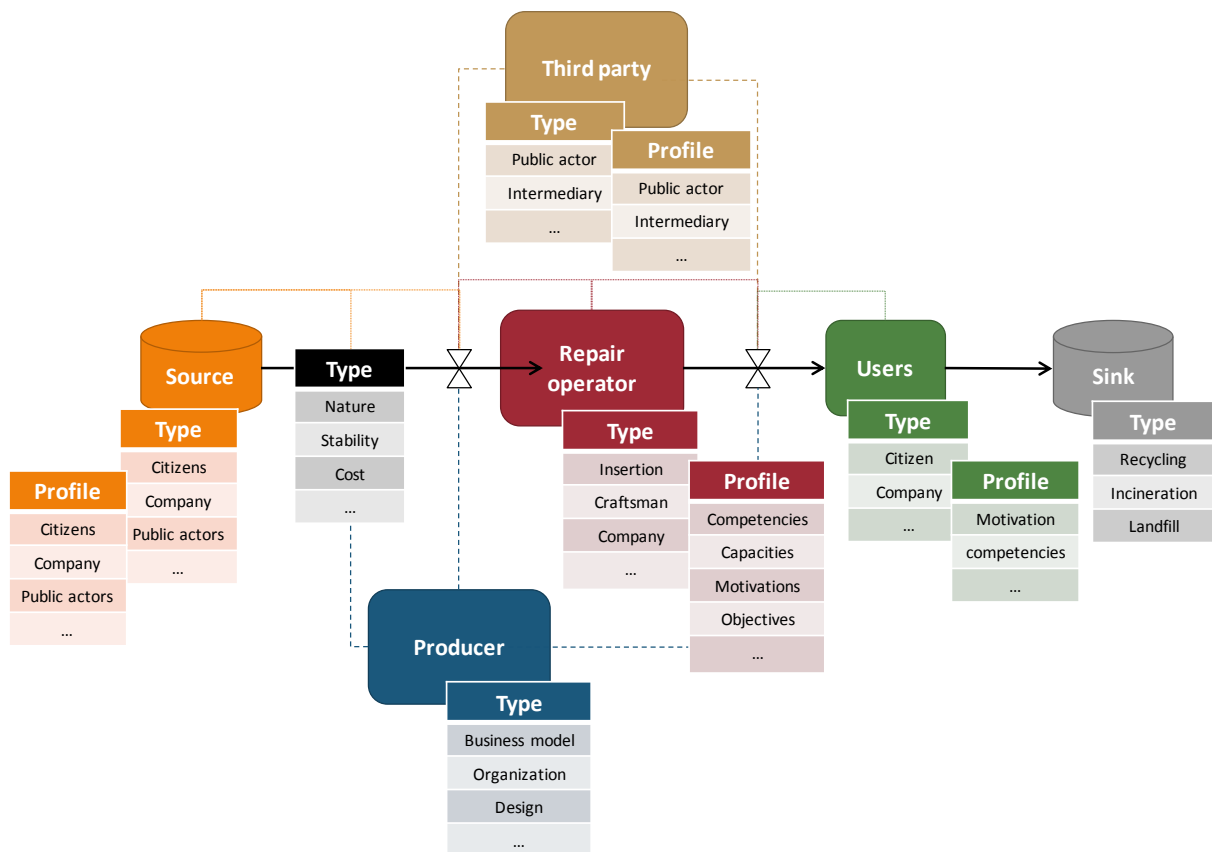 Third party
Type
Public actor
Intermediary
...
Profile
Public actor
Intermediary
...
Source
Type
Citizens
Company
Public actors
...
Profile
Citizens
Company
Public actors
...
Type
Nature
Stability
Cost
...
Repair
operator
Type
Insertion
Craftsman
Company
...
Profile
Competencies
Capacities
Motivations
Objectives
...
Users
Type
Citizen
Company
...
Profile
Motivation
competencies
...
Sink
Type
Recycling
Incineration
Landfill
Producer
Type
Business model
Organization
Design
...